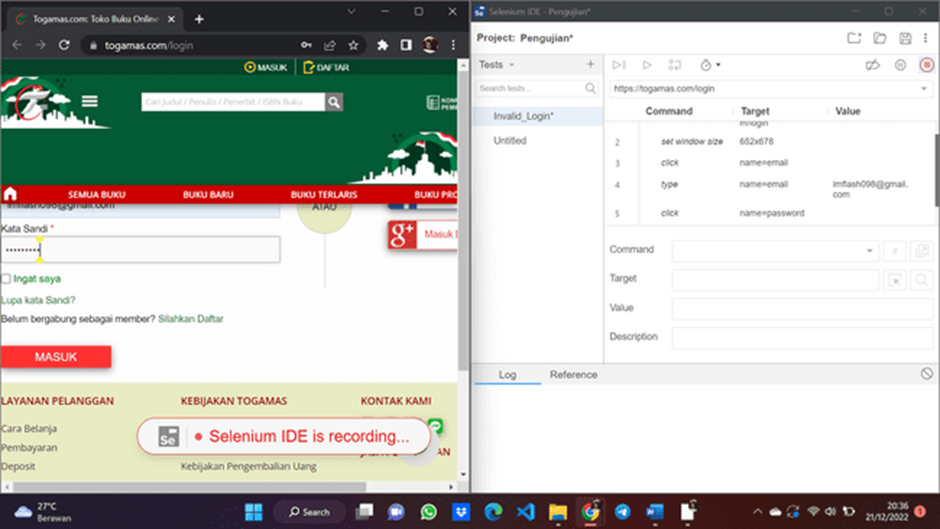 Togamas.com: Toko Buku Online
togamas.com/login
MASUK
DAFTAR
Cari Judul / Penulis / Penerbit / ISBN Buku
SEMUA BUKU
BUKU BARU
BUKU TERLARIS
BUKU PRO
imflash098@gmail.com
ATAU
Kata Sandi *
Masuk
Ingat saya
Lupa kata Sandi?
Belum bergabung sebagai member? Silahkan Daftar
MASUK
LAYANAN PELANGGAN
KEBIJAKAN TOGAMAS
KONTAK KAMI
Cara Belanja
Pembayaran
Deposit
Kebijakan Pengembalian Uang
Se
Selenium IDE is recording...
Selenium IDE - Pengujian*
Project: Pengujian*
Tests
Search tests...
Invalid_Login*
Untitled
https://togamas.com/login
Command Target Value
m/login
2 set window size 652x678
3 click name=email
4 type name=email imflash098@gmail.
com
5 click name=password
Command
Target
Value
Description
Log
Reference
27°C
Berawan
Search
20:36
21/12/2022
1